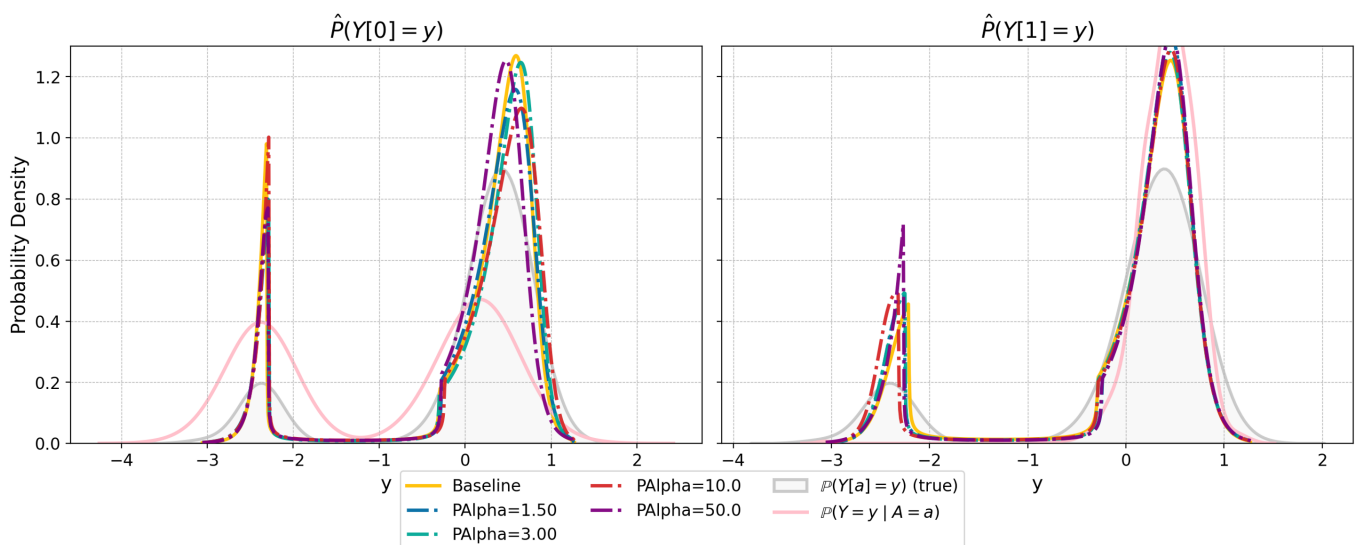 P̂(Y[0] = y)
P̂(Y[1] = y)
Probability Density
1.2
1.0
0.8
0.6
0.4
0.2
0.0
−4 −3 −2 −1 0 1 2
−4 −3 −2 −1 0 1 2
y
y
Baseline
PAlpha=1.50
PAlpha=3.00
PAlpha=10.0
PAlpha=50.0
ℙ(Y[a] = y) (true)
ℙ(Y = y | A = a)